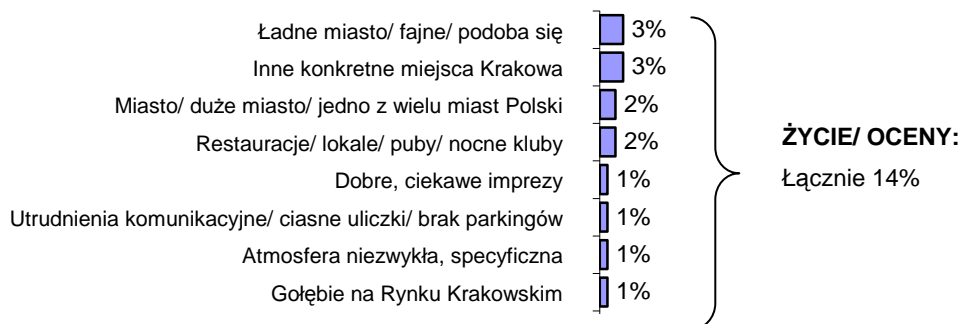 Ładne miasto/ fajne/ podoba się 3%
Inne konkretne miejsca Krakowa 3%
Miasto/ duże miasto/ jedno z wielu miast Polski 2%
Restauracje/ lokale/ puby/ nocne kluby 2%
Dobre, ciekawe imprezy 1%
Utrudnienia komunikacyjne/ ciasne uliczki/ brak parkingów 1%
Atmosfera niezwykła, specyficzna 1%
Gołębie na Rynku Krakowskim 1%
ŻYCIE/ OCENY:
Łącznie 14%